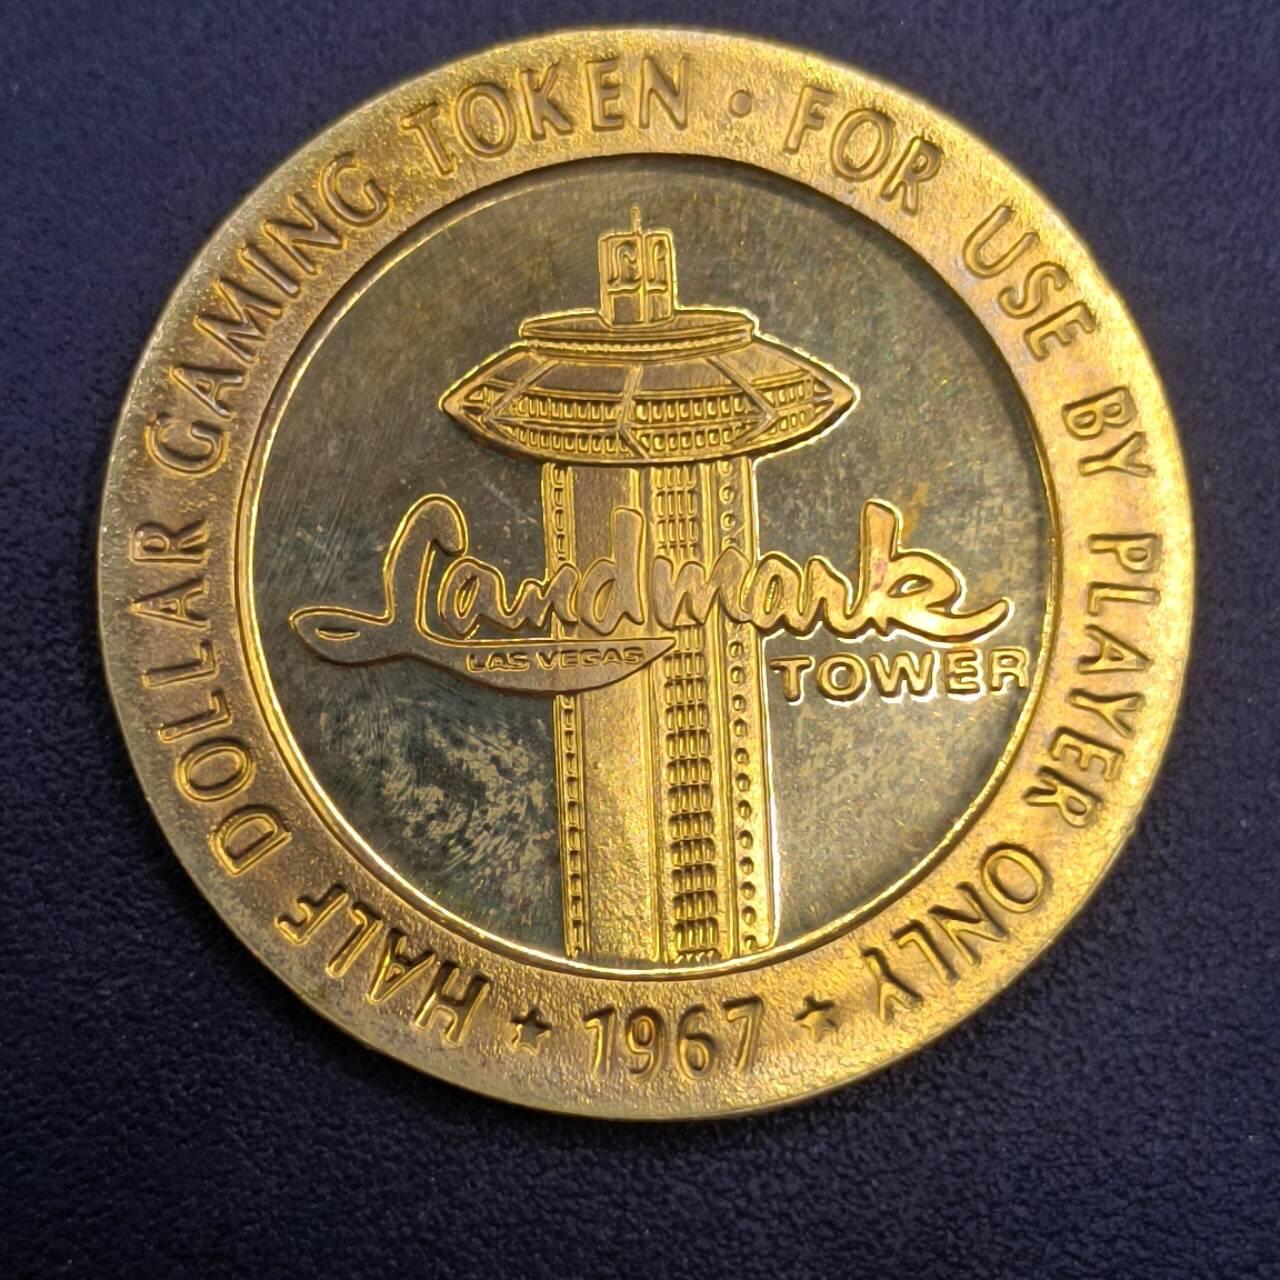 HALF DOLLAR GAMING TOKEN · FOR USE BY PLAYER ONLY
Landmark
LAS VEGAS
TOWER
★ 1967 ★